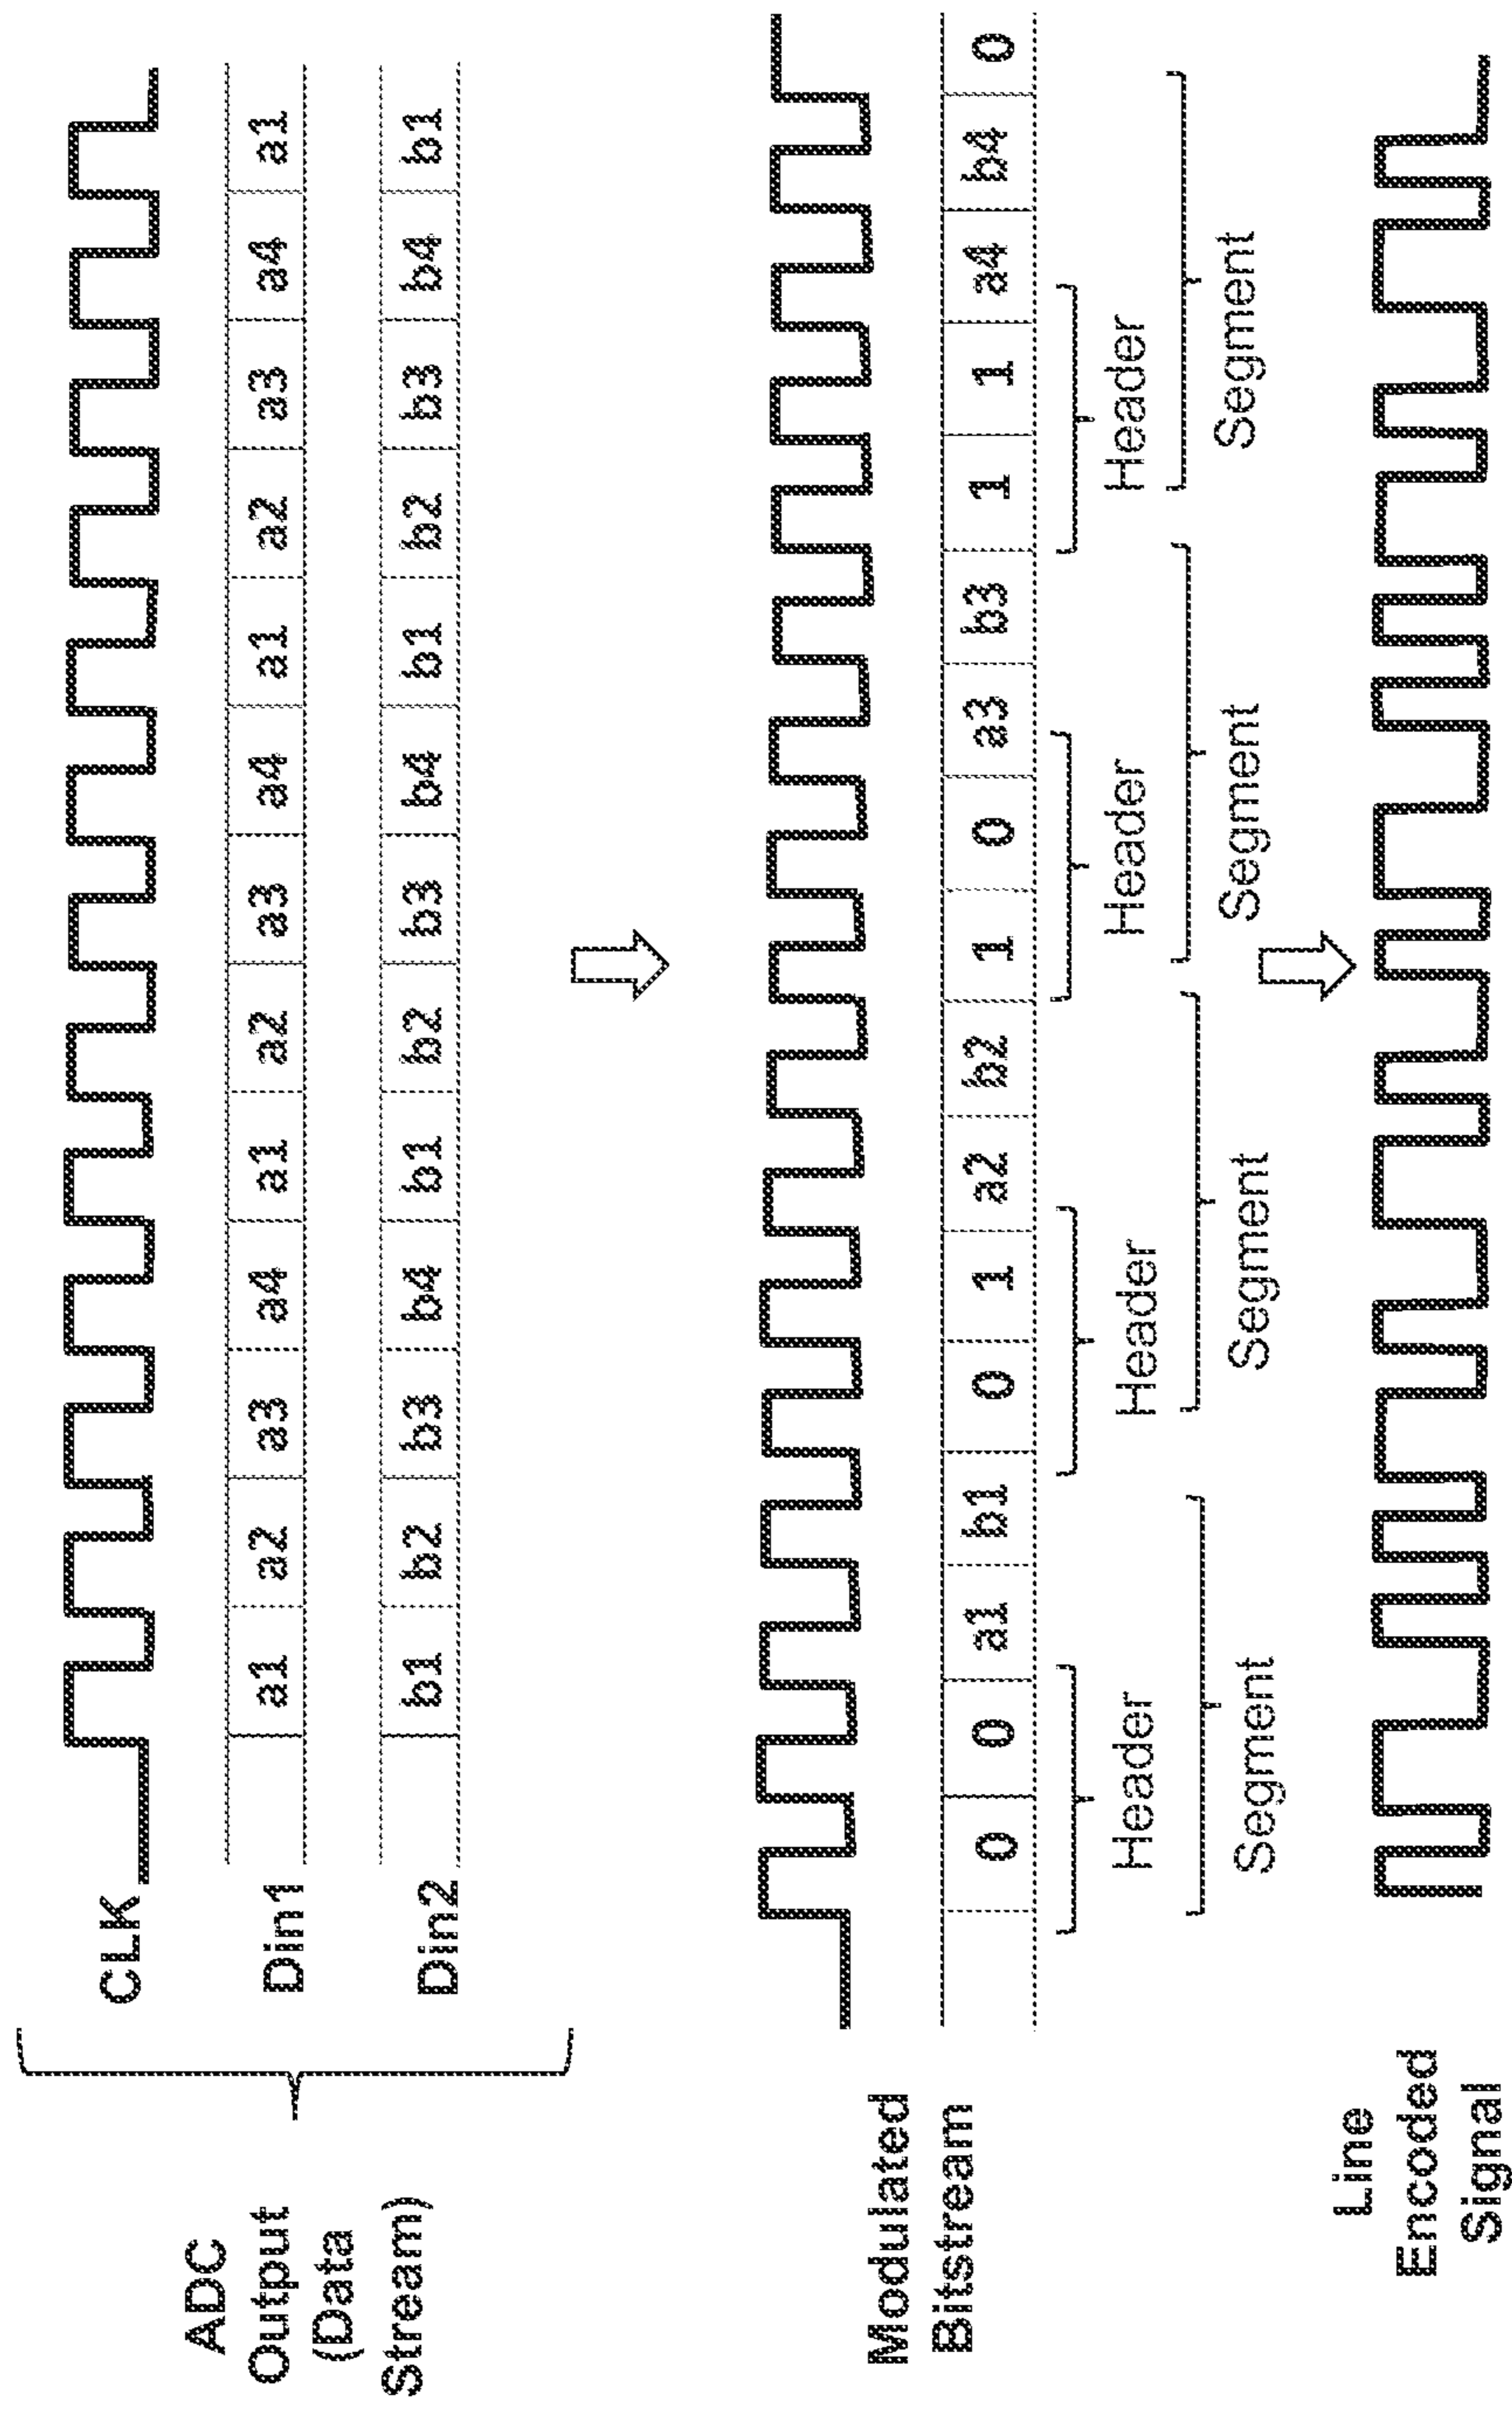 ADC
Output
(Data
Stream)
CLK
Din1
a1 a2 a3 a4 a1 a2 a3 a4 a1 a2 a3 a4 a1
Din2
b1 b2 b3 b4 b1 b2 b3 b4 b1 b2 b3 b4 b1
Modulated
Bitstream
0 0 a1 b1 0 1 a2 b2 1 0 a3 b3 1 1 a4 b4 0
Header Header Header Header
Segment Segment Segment Segment
Line
Encoded
Signal